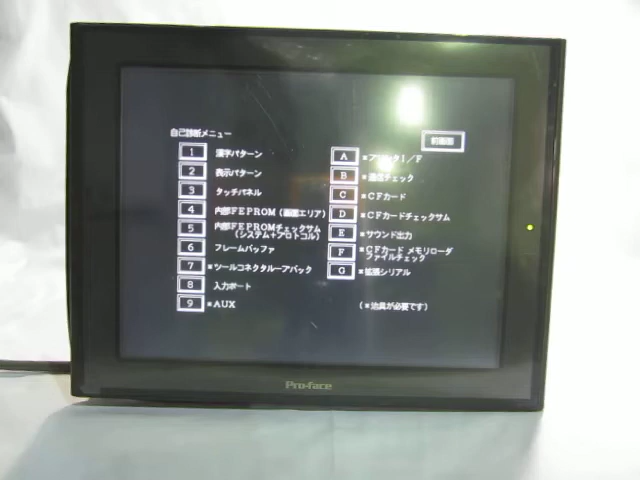 自己診断メニュー
前画面
1 漢字パターン
2 表示パターン
3 タッチパネル
4 内部FEPROM(画面エリア)
5 内部FEPROMチェックサム
(システム+プロトコル)
6 フレームバッファ
7 *ツールコネクタループバック
8 入力ポート
9 *AUX
A *プリンタI/F
B *通信チェック
C *CFカード
D *CFカードチェックサム
E *サウンド出力
F *CFカード メモリローダ
ファイルチェック
G *拡張シリアル
(*治具が必要です)
Pro-face